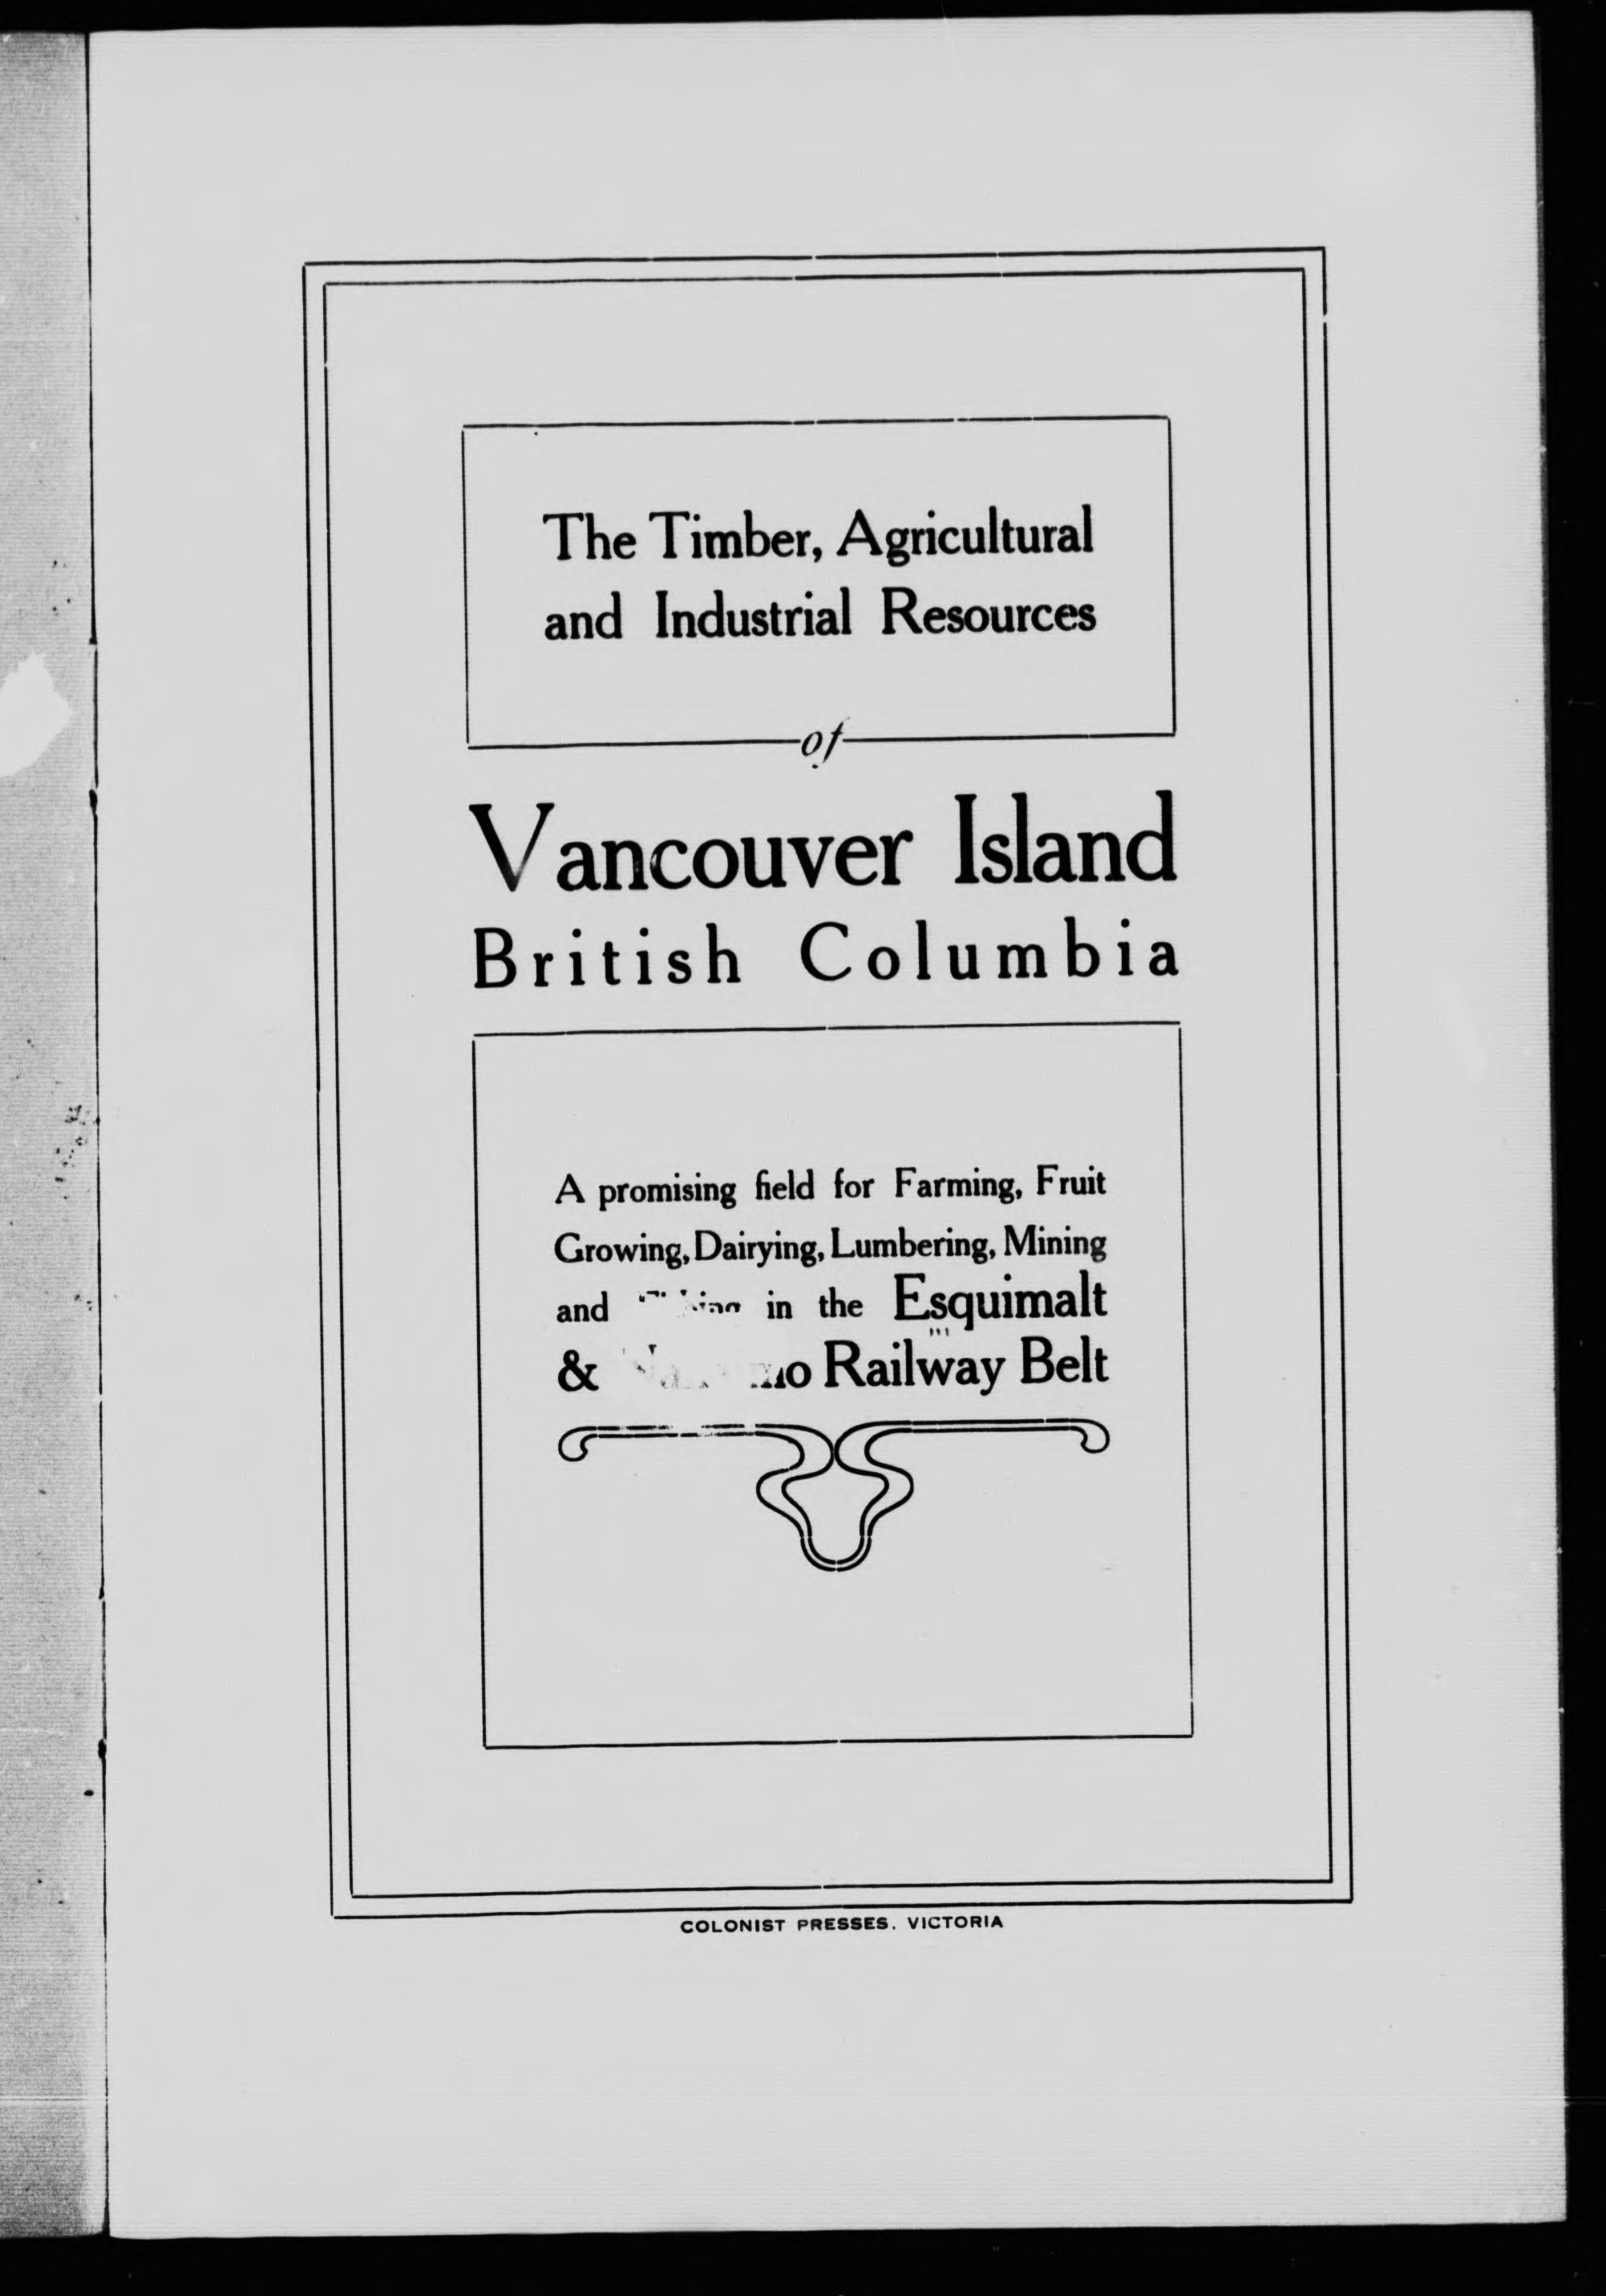 The Timber, Agricultural
and Industrial Resources
of
Vancouver Island
British Columbia
A promising field for Farming, Fruit
Growing, Dairying, Lumbering, Mining
and in the Esquimalt
& Railway Belt
COLONIST PRESSES, VICTORIA